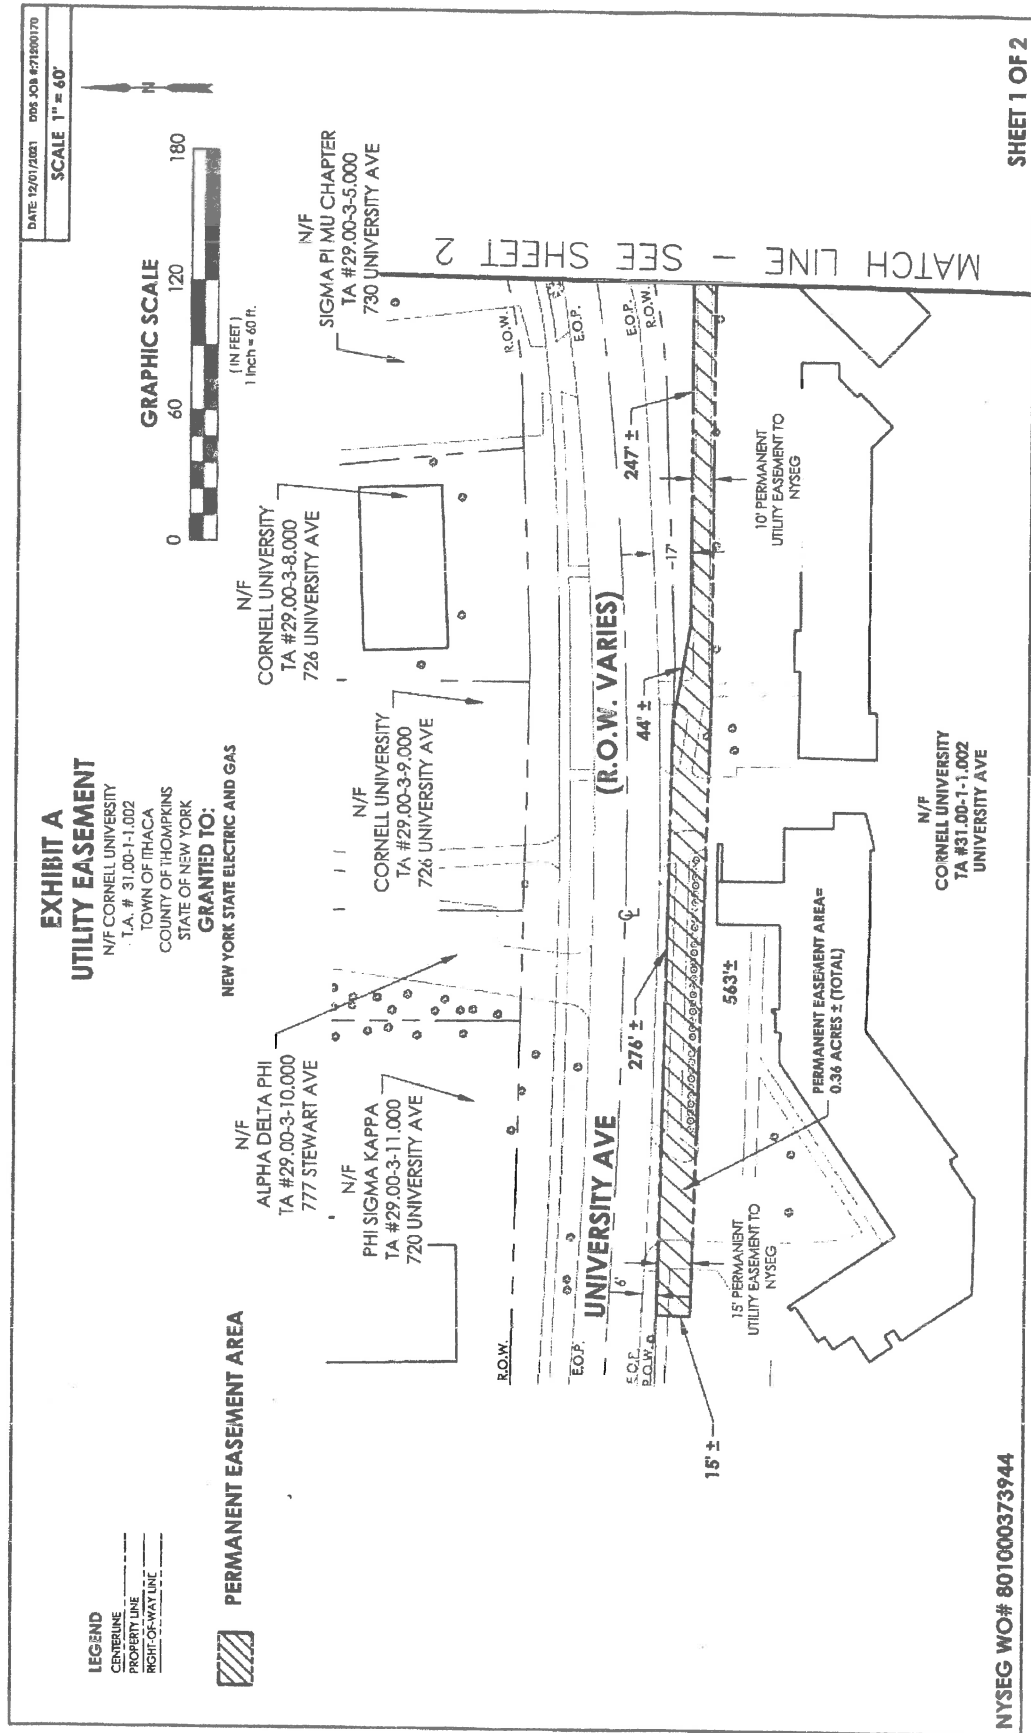 DATE: 12/01/2021 DDS JOB #:71200170
SCALE 1" = 60'
EXHIBIT A
UTILITY EASEMENT
N/F CORNELL UNIVERSITY
T.A. # 31.00-1-1.002
TOWN OF ITHACA
COUNTY OF THOMPKINS
STATE OF NEW YORK
GRANTED TO:
NEW YORK STATE ELECTRIC AND GAS
LEGEND
CENTERLINE
PROPERTY LINE
RIGHT-OF-WAY LINE
PERMANENT EASEMENT AREA
GRAPHIC SCALE
0 60 120 180
( IN FEET )
1 inch = 60 ft.
N
N/F
ALPHA DELTA PHI
TA #29.00-3-10.000
777 STEWART AVE
N/F
PHI SIGMA KAPPA
TA #29.00-3-11.000
720 UNIVERSITY AVE
N/F
CORNELL UNIVERSITY
TA #29.00-3-9.000
726 UNIVERSITY AVE
N/F
CORNELL UNIVERSITY
TA #29.00-3-8.000
726 UNIVERSITY AVE
N/F
SIGMA PI MU CHAPTER
TA #29.00-3-5.000
730 UNIVERSITY AVE
R.O.W.
E.O.P.
E.O.P.
R.O.W.
R.O.W.
E.O.P.
E.O.P.
R.O.W.
UNIVERSITY AVE
(R.O.W. VARIES)
6'
17'
15' ±
276' ±
44' ±
247' ±
563'±
15' PERMANENT
UTILITY EASEMENT TO
NYSEG
PERMANENT EASEMENT AREA=
0.36 ACRES ± (TOTAL)
10' PERMANENT
UTILITY EASEMENT TO
NYSEG
N/F
CORNELL UNIVERSITY
TA #31.00-1-1.002
UNIVERSITY AVE
MATCH LINE - SEE SHEET 2
NYSEG WO# 801000373944
SHEET 1 OF 2